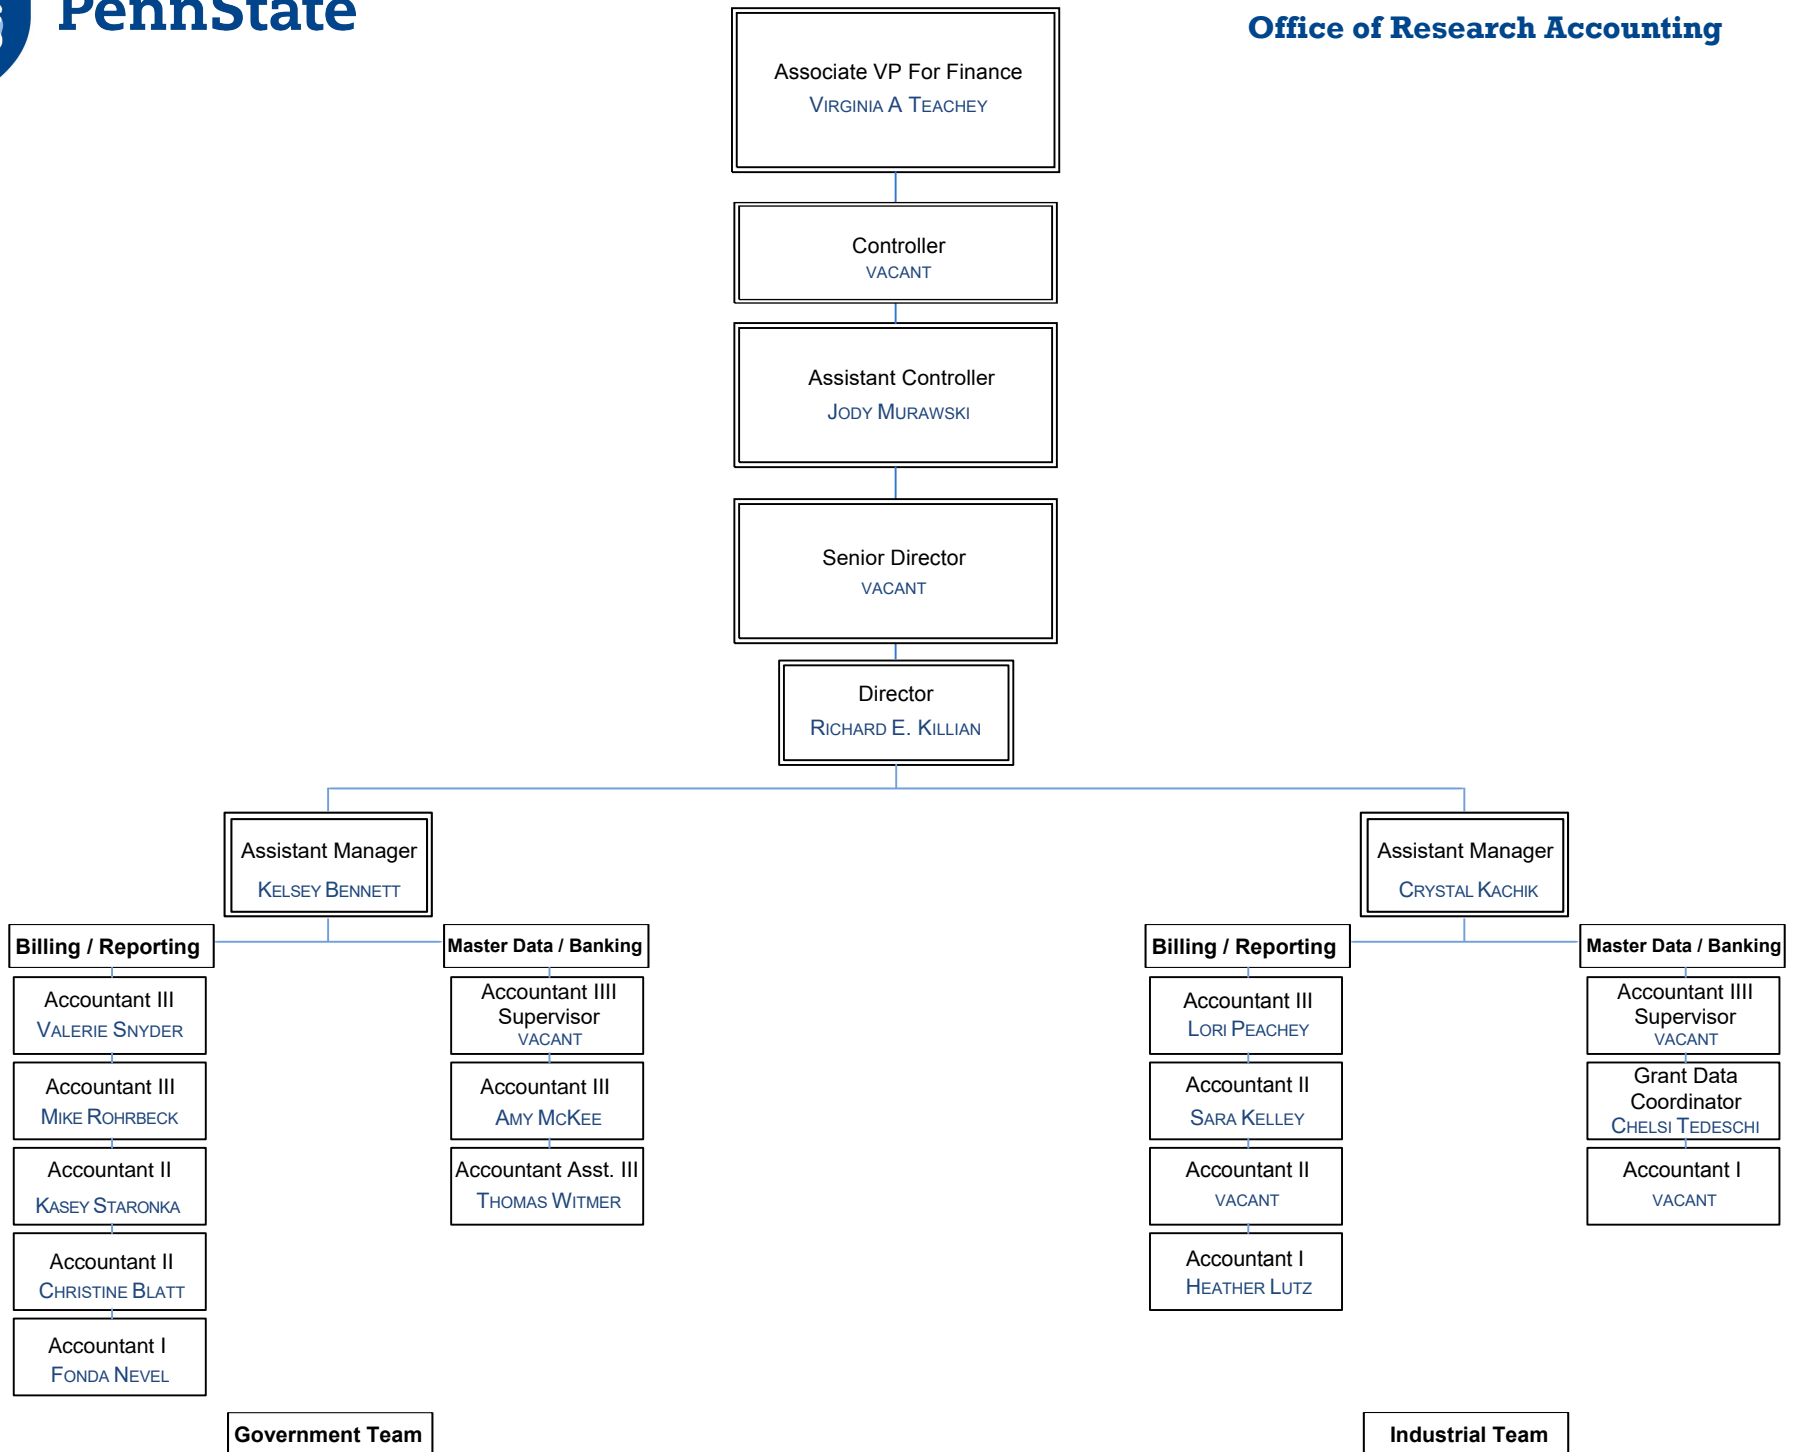 PennState
Office of Research Accounting
Associate VP For Finance
VIRGINIA A TEACHEY
Controller
VACANT
Assistant Controller
JODY MURAWSKI
Senior Director
VACANT
Director
RICHARD E. KILLIAN
Assistant Manager
KELSEY BENNETT
Billing / Reporting
Accountant III
VALERIE SNYDER
Accountant III
MIKE ROHRBECK
Accountant II
KASEY STARONKA
Accountant II
CHRISTINE BLATT
Accountant I
FONDA NEVEL
Master Data / Banking
Accountant IIII
Supervisor
VACANT
Accountant III
AMY MCKEE
Accountant Asst. III
THOMAS WITMER
Government Team
Assistant Manager
CRYSTAL KACHIK
Billing / Reporting
Accountant III
LORI PEACHEY
Accountant II
SARA KELLEY
Accountant II
VACANT
Accountant I
HEATHER LUTZ
Master Data / Banking
Accountant IIII
Supervisor
VACANT
Grant Data
Coordinator
CHELSI TEDESCHI
Accountant I
VACANT
Industrial Team